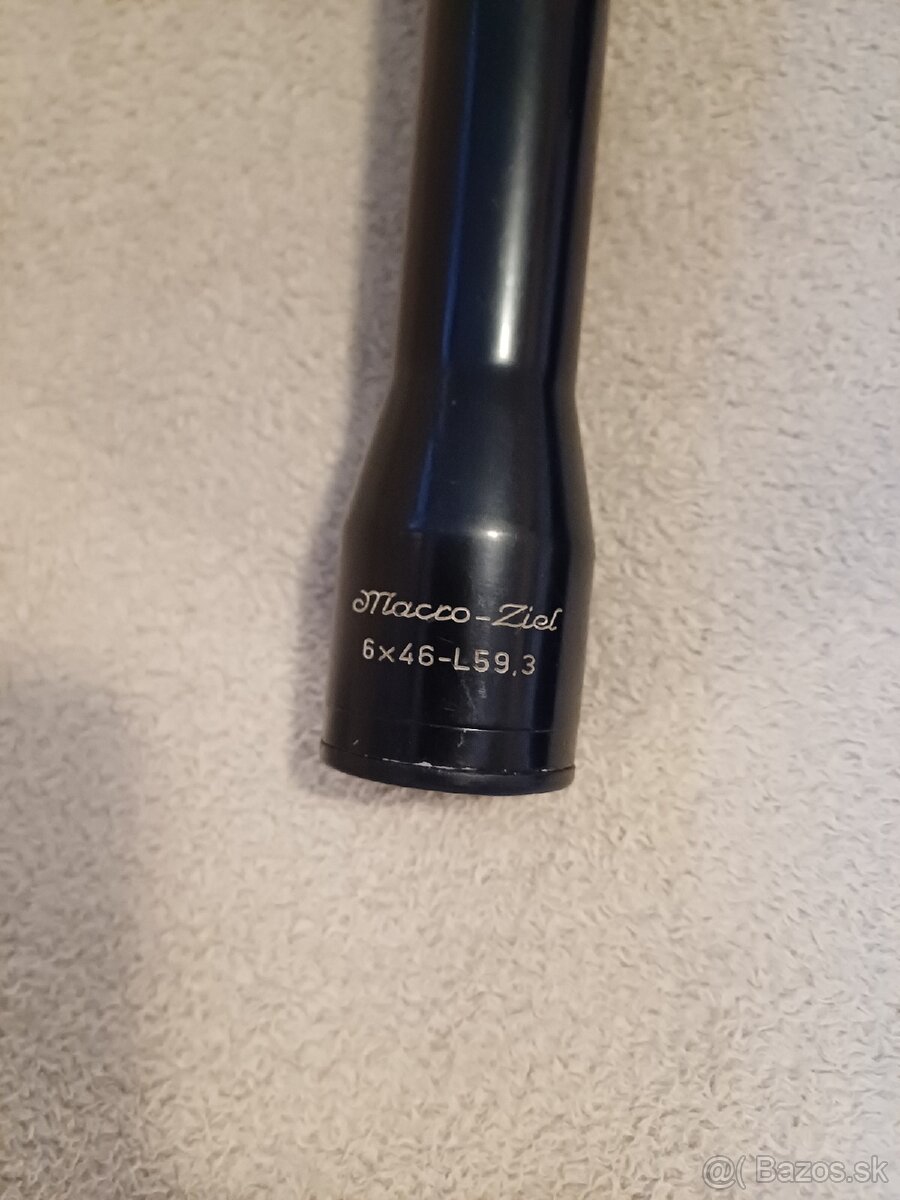 Macro-Ziel
6×46-L59,3
@( Bazos.sk